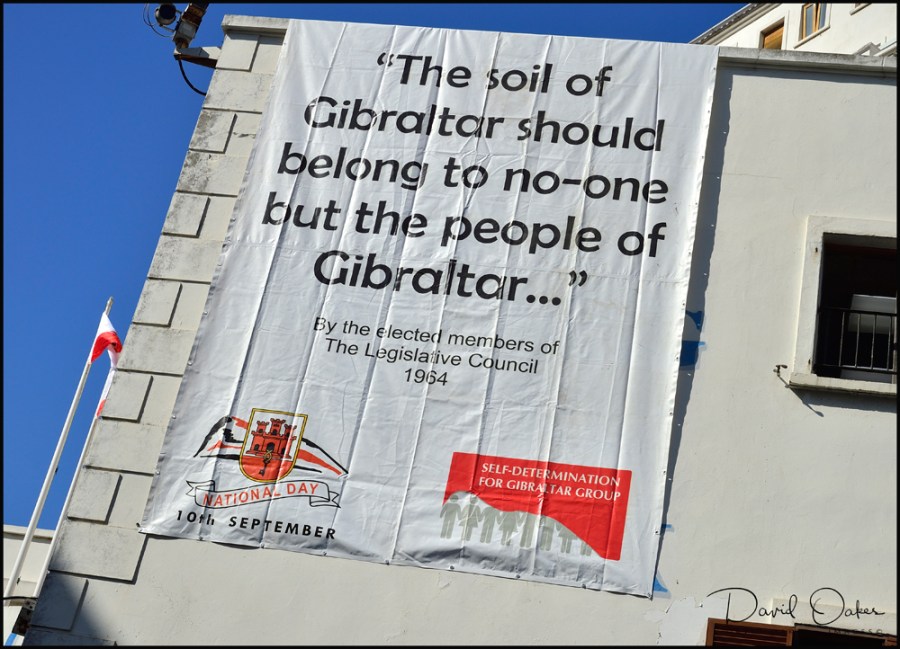 “The soil of
Gibraltar should
belong to no-one
but the people of
Gibraltar...”
By the elected members of
The Legislative Council
1964
NATIONAL DAY
10th SEPTEMBER
SELF-DETERMINATION
FOR GIBRALTAR GROUP
David Oaker